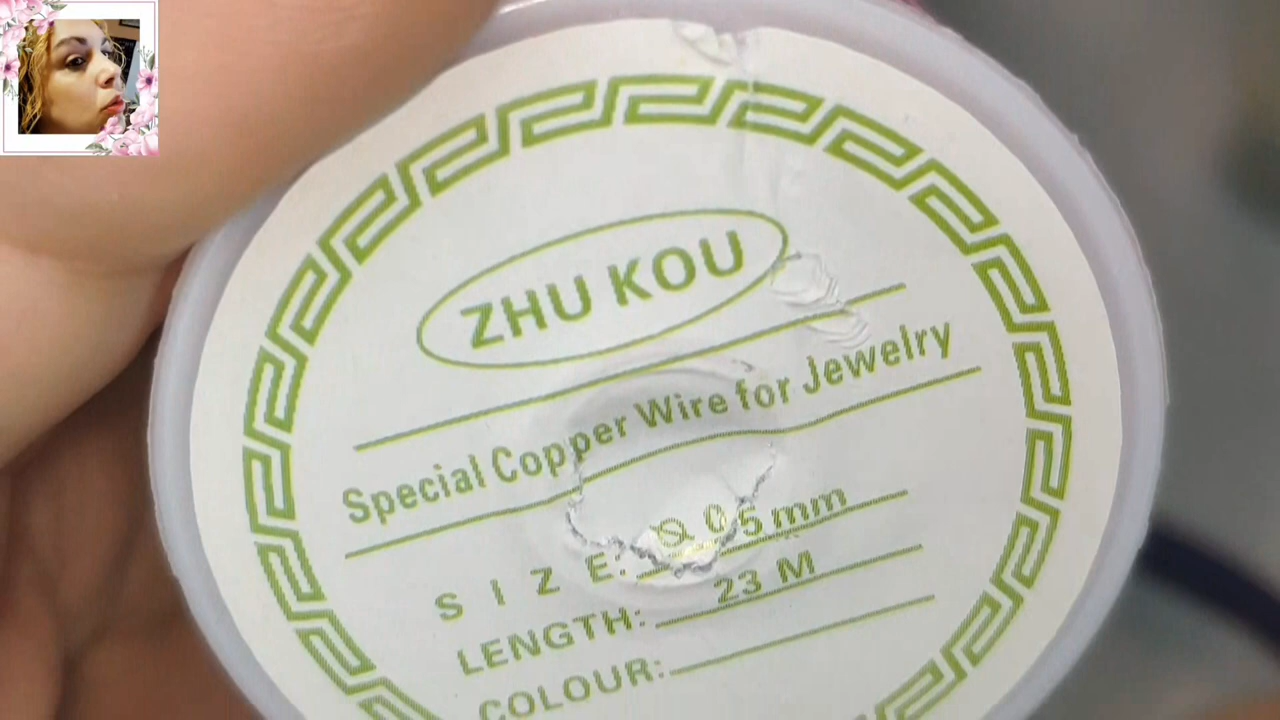 ZHU KOU
Special Copper Wire for Jewelry
SIZE: Ø 0.5mm
LENGTH: 23 M
COLOUR: